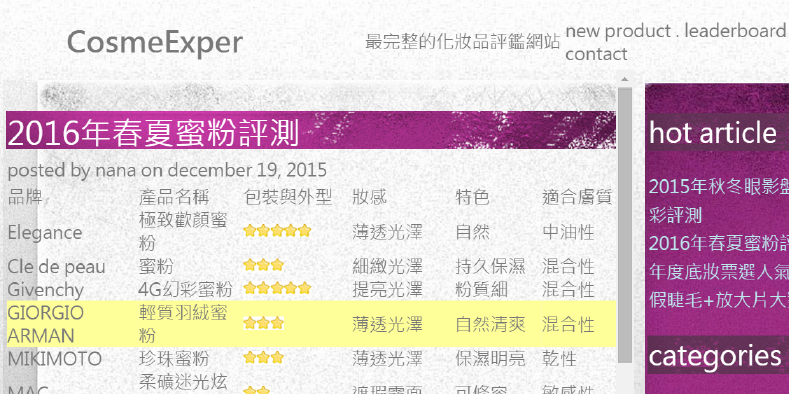 CosmeExper
最完整的化妝品評鑑網站
new product . leaderboard
contact
2016年春夏蜜粉評測
posted by nana on december 19, 2015
品牌 產品名稱 包裝與外型 妝感 特色 適合膚質
Elegance 極致歡顏蜜粉 薄透光澤 自然 中油性
Cle de peau 蜜粉 細緻光澤 持久保濕 混合性
Givenchy 4G幻彩蜜粉 提亮光澤 粉質細 混合性
GIORGIO ARMAN 輕質羽絨蜜粉 薄透光澤 自然清爽 混合性
MIKIMOTO 珍珠蜜粉 薄透光澤 保濕明亮 乾性
MAC 柔礦迷光炫 遮瑕霧面 可修容 敏感性
hot article
2015年秋冬眼影盤
彩評測
2016年春夏蜜粉評
年度底妝票選人氣
假睫毛+放大片大
categories